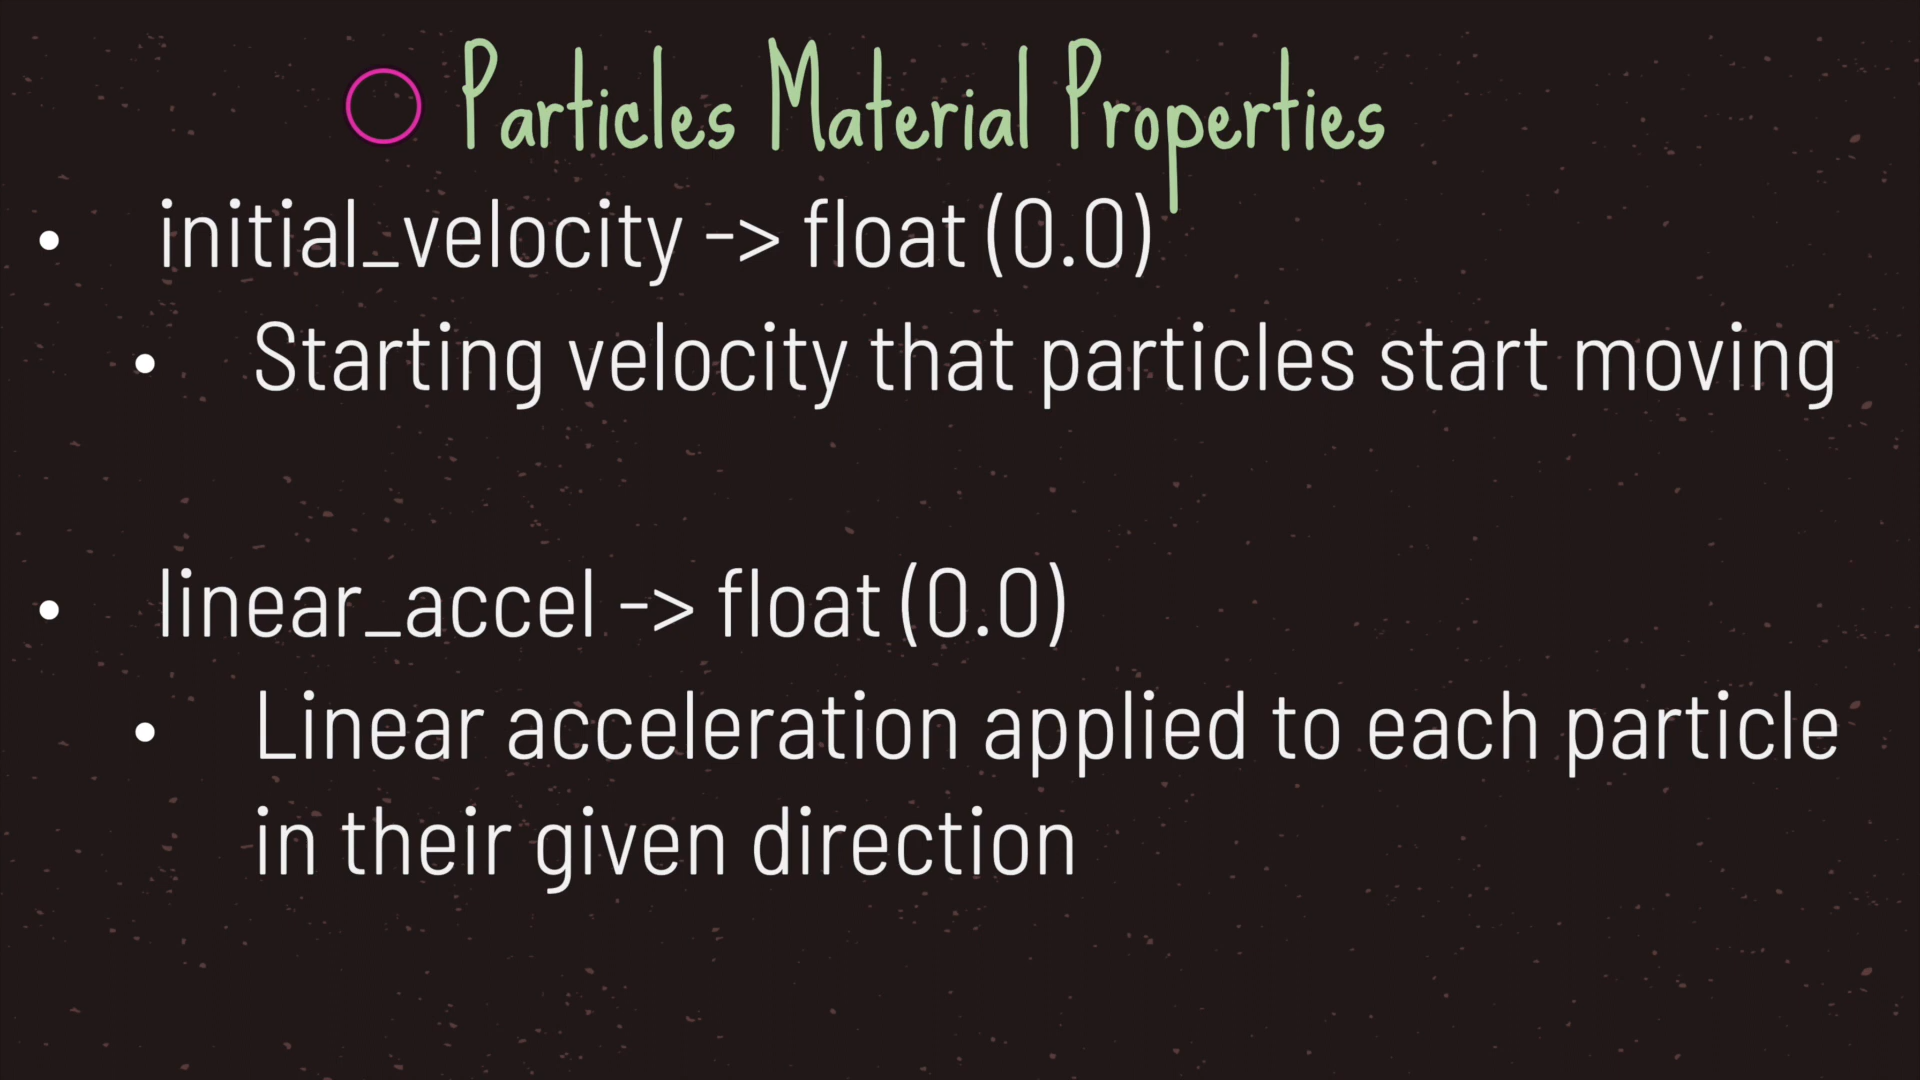 Particles Material Properties
• initial_velocity -> float (0.0)
• Starting velocity that particles start moving
• linear_accel -> float (0.0)
• Linear acceleration applied to each particle
in their given direction